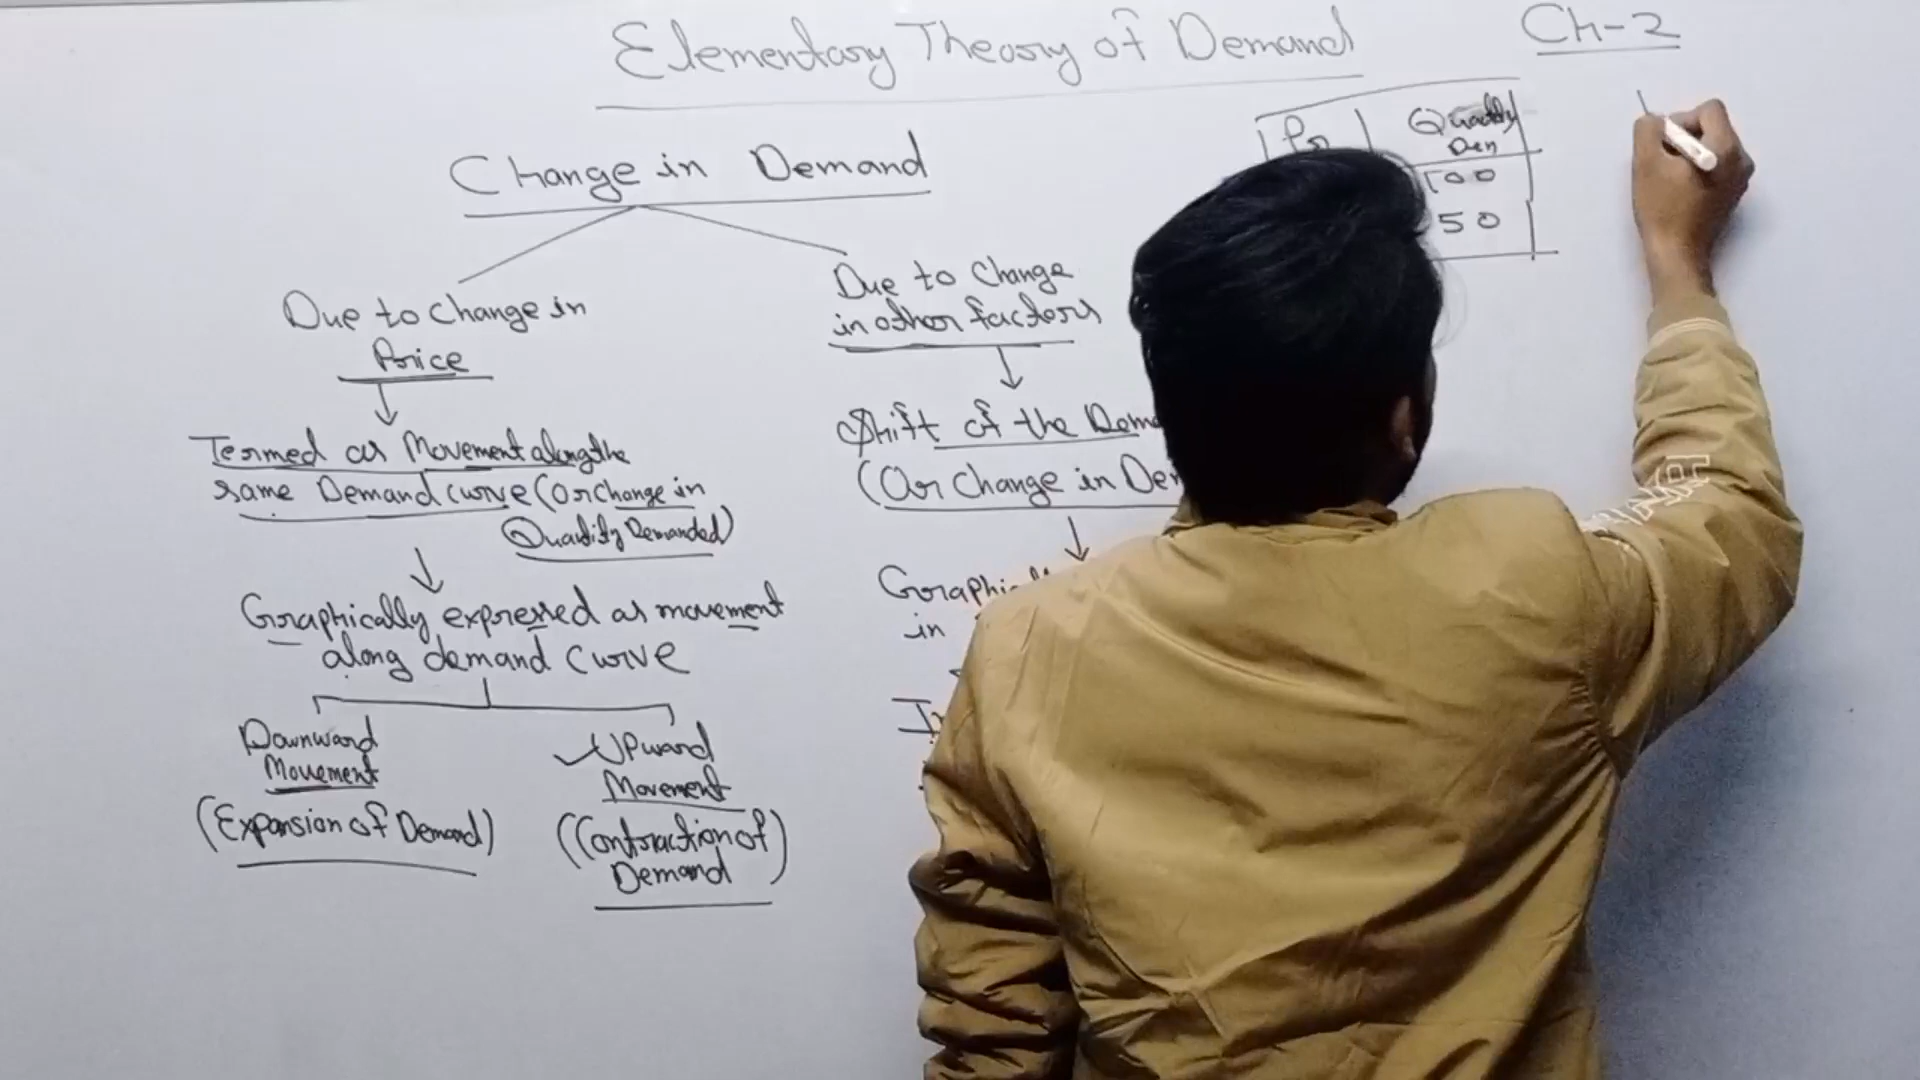 Elementary Theory of Demand
Ch-2
Change in Demand
Pr
Quantity
Dem
100
50
Due to change in
Price
Termed as Movement along the
same Demand curve (Or change in
Quantity Demanded)
Graphically expressed as movement
along demand curve
Downward
Movement
(Expansion of Demand)
Upward
Movement
(Contraction of
Demand)
Due to Change
in other factors
Shift of the
(Or change in
in